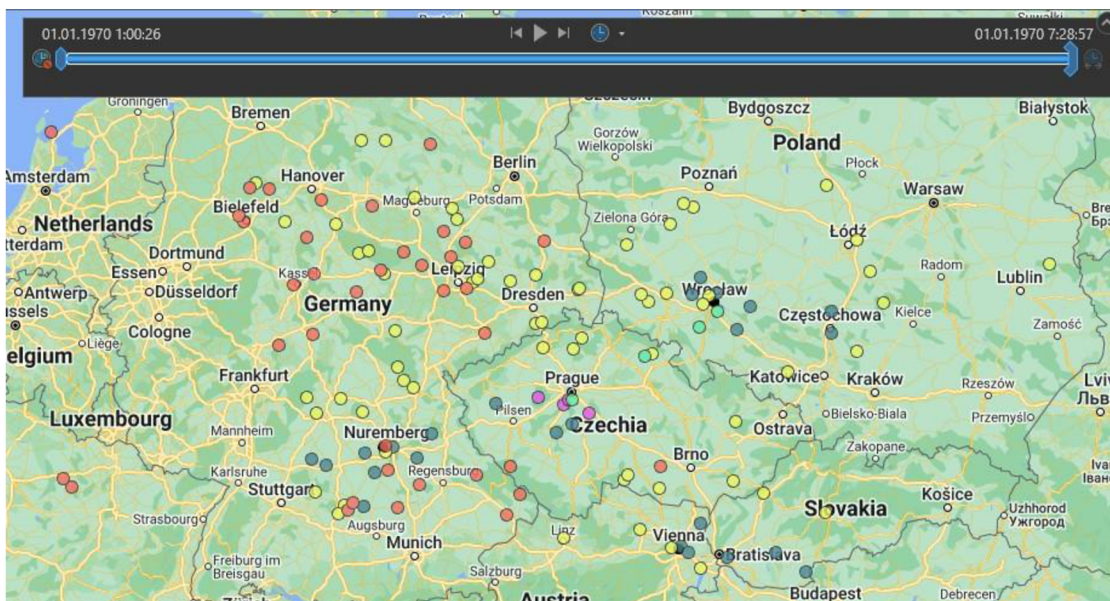 01.01.1970 1:00:26
01.01.1970 7:28:57
Groningen
Bremen
Bydgoszcz
Białystok
Gorzów
Wielkopolski
Poland
Berlin
Płock
Amsterdam
Hanover
Poznań
Warsaw
Magdeburg
Potsdam
Bielefeld
Netherlands
Zielona Góra
Łódź
Dortmund
Essen
Leipzig
Radom
Lublin
Antwerp
Düsseldorf
Germany
Dresden
Wrocław
Częstochowa
Kielce
Zamość
Cologne
Liège
elgium
Frankfurt
Prague
Katowice
Kraków
Rzeszów
Luxembourg
Pilsen
Czechia
Bielsko-Biala
Przemyśl
Mannheim
Nuremberg
Ostrava
Zakopane
Karlsruhe
Regensburg
Brno
Stuttgart
Slovakia
Košice
Uzhhorod
Ужгород
Strasbourg
Augsburg
Linz
Vienna
Munich
Bratislava
Freiburg im
Breisgau
Salzburg
Austria
Budapest
Debrecen